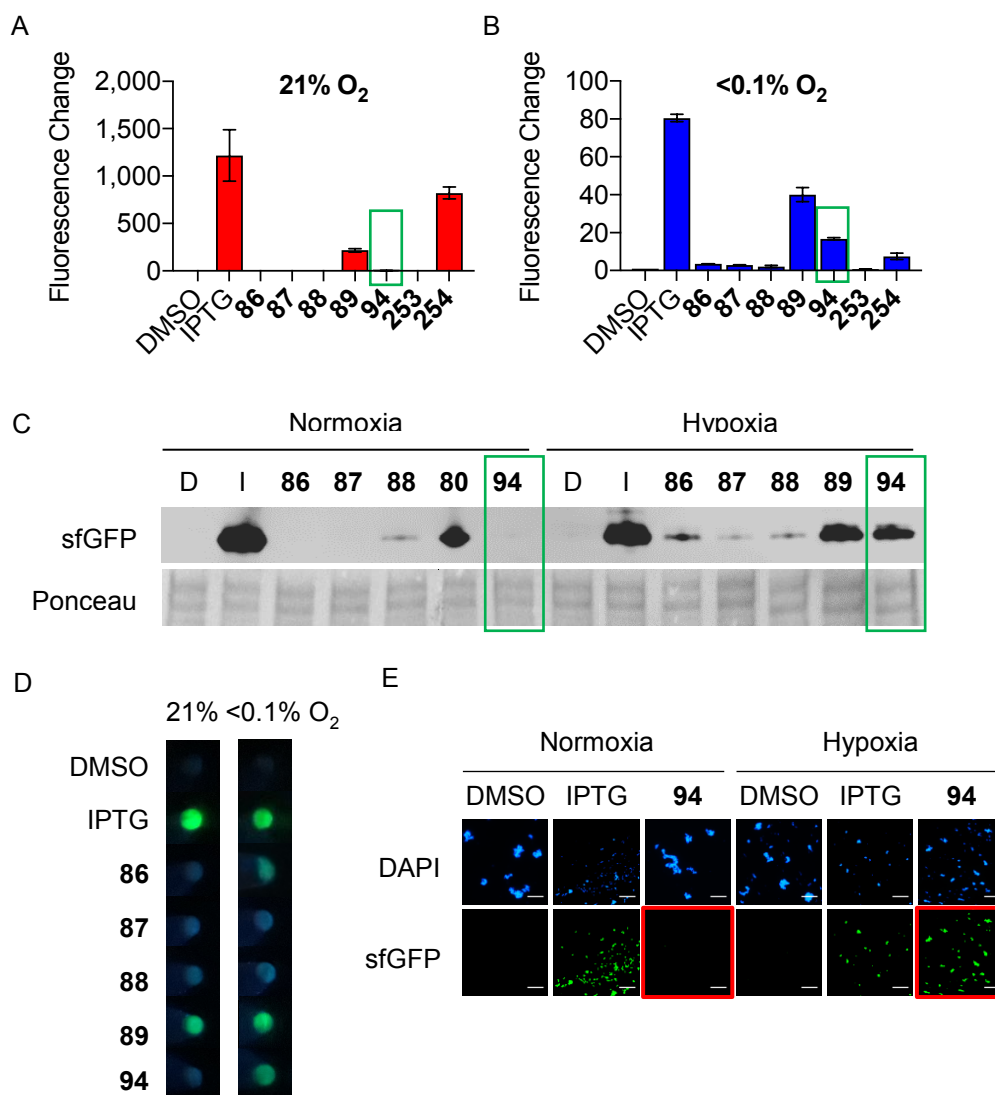 A
Fluorescence Change
2,000
1,500
1,000
500
0
21% O2
DMSO IPTG 86 87 88 89 94 253 254
B
Fluorescence Change
100
80
60
40
20
0
<0.1% O2
DMSO IPTG 86 87 88 89 94 253 254
C
Normoxia Hypoxia
D I 86 87 88 80 94 D I 86 87 88 89 94
sfGFP
Ponceau
D
21% <0.1% O2
DMSO
IPTG
86
87
88
89
94
E
Normoxia Hypoxia
DMSO IPTG 94 DMSO IPTG 94
DAPI
sfGFP